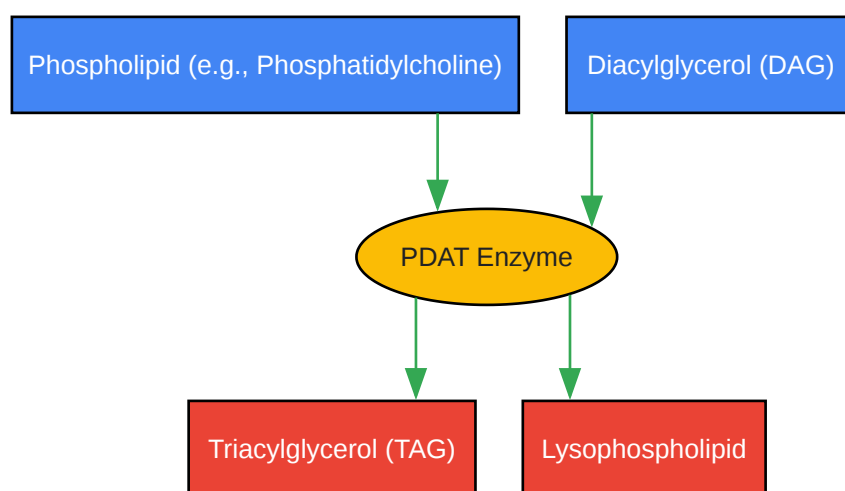 Phospholipid (e.g., Phosphatidylcholine)
Diacylglycerol (DAG)
PDAT Enzyme
Triacylglycerol (TAG)
Lysophospholipid